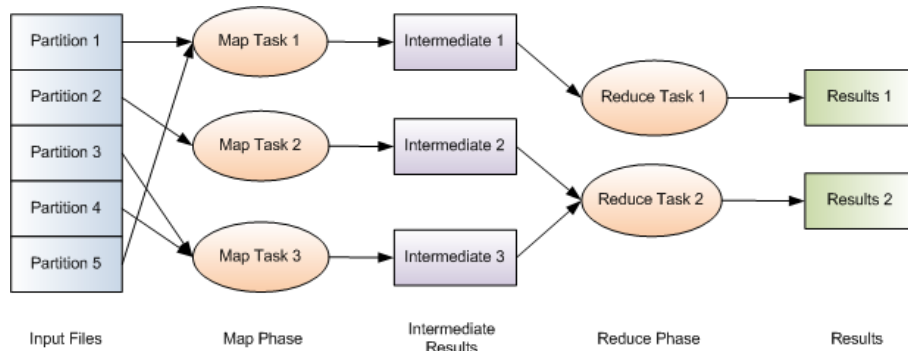 Partition 1
Map Task 1
Intermediate 1
Partition 2
Reduce Task 1
Results 1
Map Task 2
Intermediate 2
Partition 3
Partition 4
Reduce Task 2
Results 2
Partition 5
Map Task 3
Intermediate 3
Input Files
Map Phase
Intermediate
Results
Reduce Phase
Results